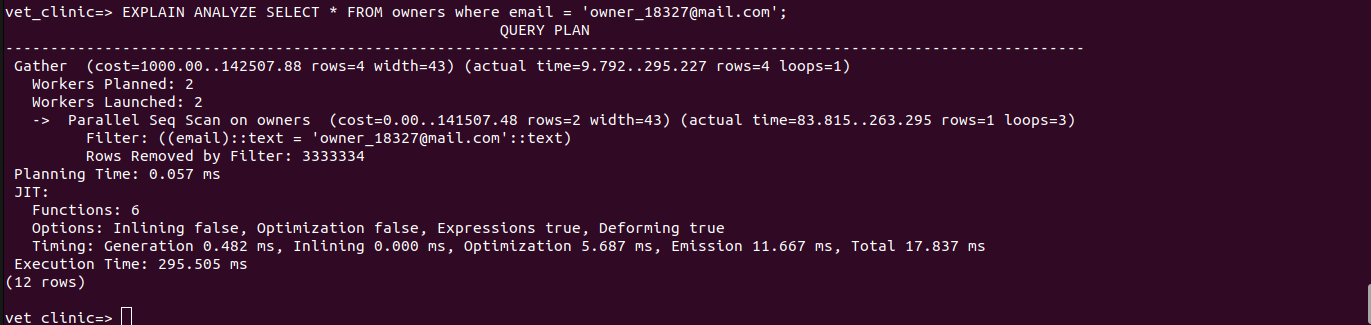 vet_clinic=> EXPLAIN ANALYZE SELECT * FROM owners where email = 'owner_18327@mail.com';
QUERY PLAN
------------------------------------------------------------------------------------------------------------------------
Gather  (cost=1000.00..142507.88 rows=4 width=43) (actual time=9.792..295.227 rows=4 loops=1)
  Workers Planned: 2
  Workers Launched: 2
  ->  Parallel Seq Scan on owners  (cost=0.00..141507.48 rows=2 width=43) (actual time=83.815..263.295 rows=1 loops=3)
        Filter: ((email)::text = 'owner_18327@mail.com'::text)
        Rows Removed by Filter: 3333334
Planning Time: 0.057 ms
JIT:
  Functions: 6
  Options: Inlining false, Optimization false, Expressions true, Deforming true
  Timing: Generation 0.482 ms, Inlining 0.000 ms, Optimization 5.687 ms, Emission 11.667 ms, Total 17.837 ms
Execution Time: 295.505 ms
(12 rows)
vet clinic=>